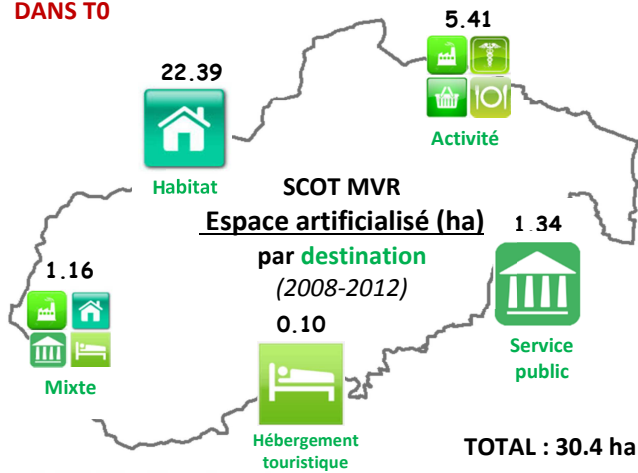 DANS T0
5.41
22.39
Activité
Habitat
SCOT MVR
Espace artificialisé (ha)
par destination
(2008-2012)
1.34
1.16
0.10
Mixte
Service
public
Hébergement
touristique
TOTAL : 30.4 ha